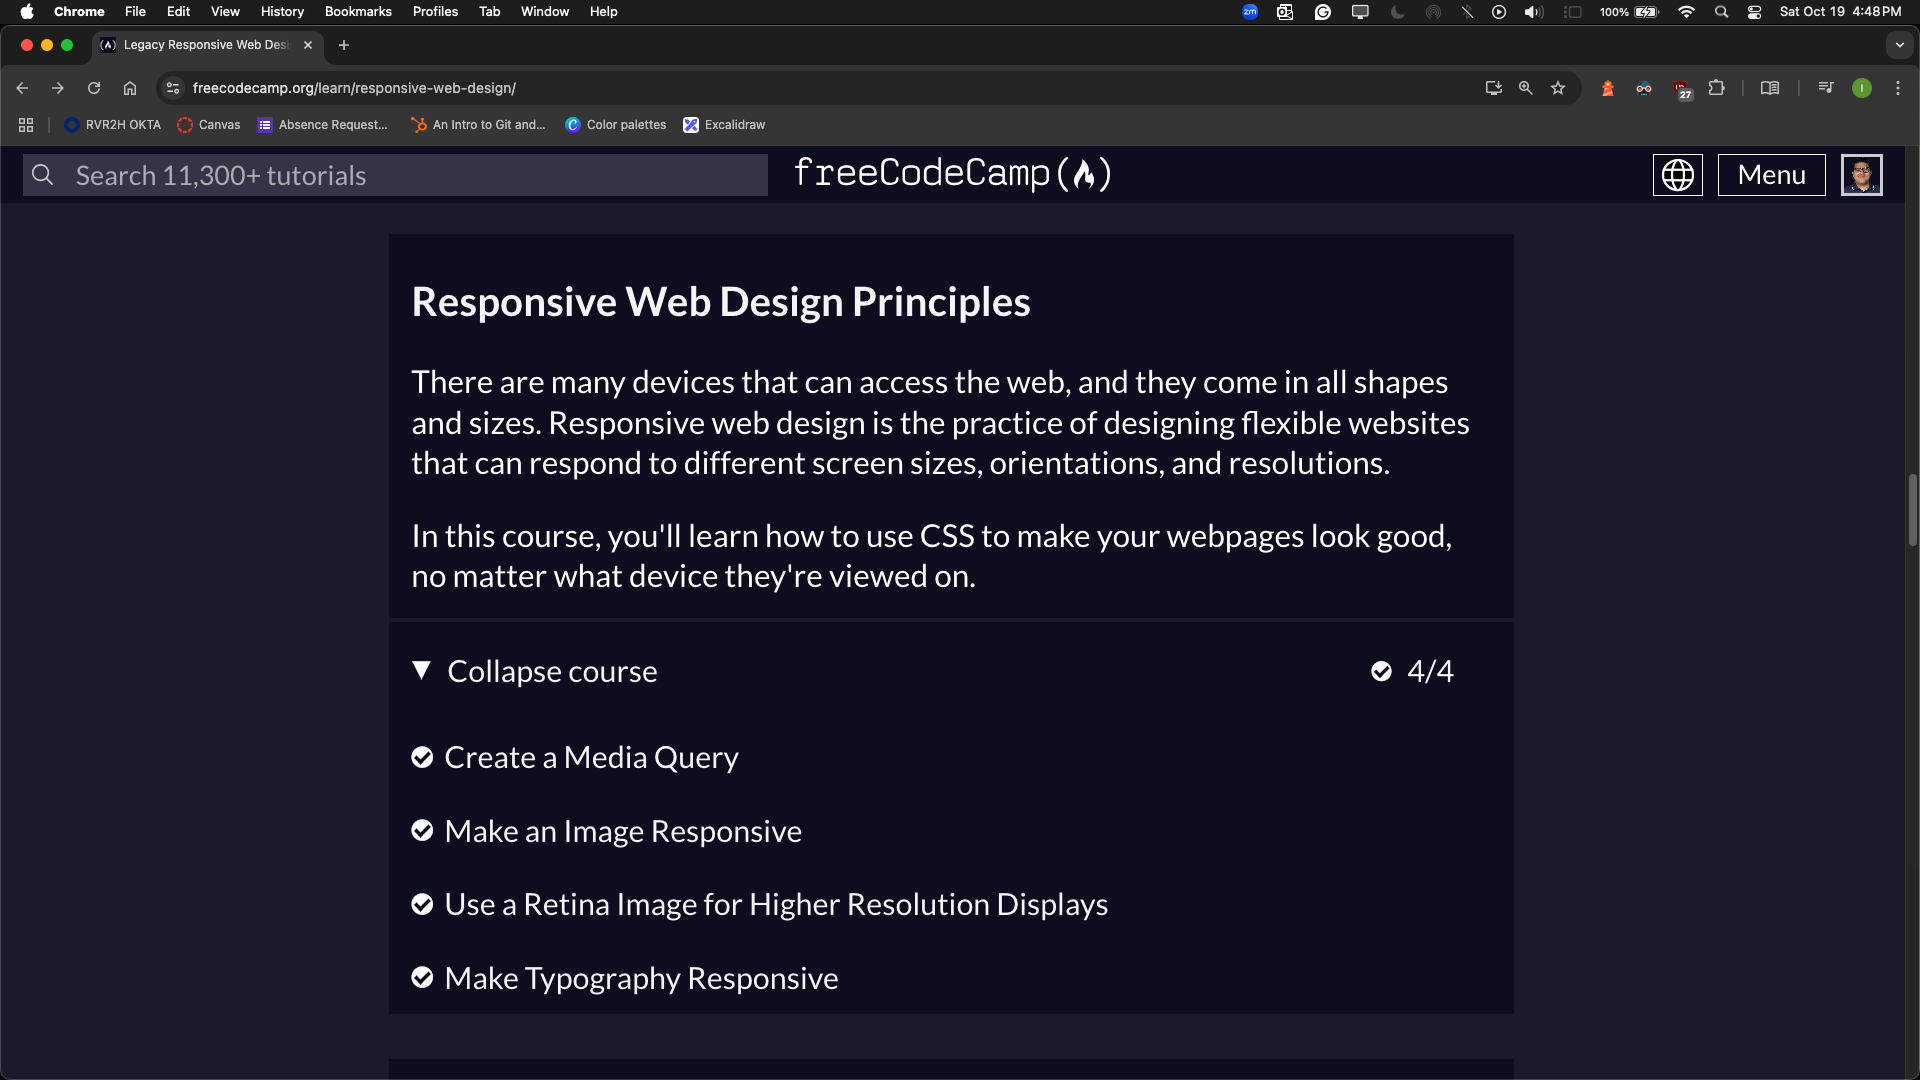 Chrome File Edit View History Bookmarks Profiles Tab Window Help zm 100% Sat Oct 19 4:48 PM
Legacy Responsive Web Desi
freecodecamp.org/learn/responsive-web-design/ 27 I
RVR2H OKTA Canvas Absence Request... An Intro to Git and... Color palettes Excalidraw
Search 11,300+ tutorials freeCodeCamp Menu
Responsive Web Design Principles
There are many devices that can access the web, and they come in all shapes
and sizes. Responsive web design is the practice of designing flexible websites
that can respond to different screen sizes, orientations, and resolutions.
In this course, you'll learn how to use CSS to make your webpages look good,
no matter what device they're viewed on.
Collapse course 4/4
Create a Media Query
Make an Image Responsive
Use a Retina Image for Higher Resolution Displays
Make Typography Responsive